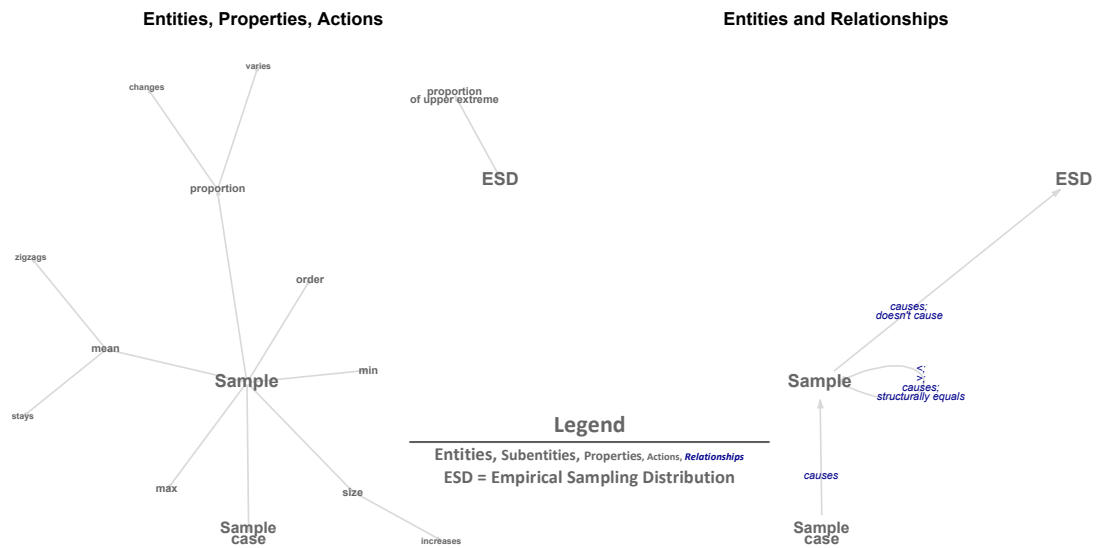 Entities, Properties, Actions
Entities and Relationships
varies
changes
proportion
of upper extreme
ESD
proportion
zigzags
order
mean
min
Sample
stays
max
size
Sample
case
increases
Legend
Entities, Subentities, Properties, Actions, Relationships
ESD = Empirical Sampling Distribution
ESD
causes;
doesn't cause
Sample
<;
>;
causes;
structurally equals
causes
Sample
case